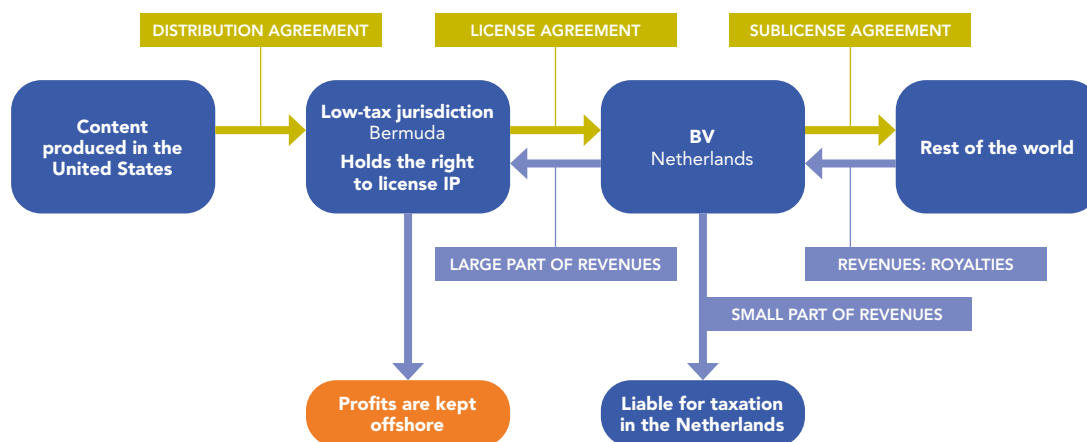 DISTRIBUTION AGREEMENT
LICENSE AGREEMENT
SUBLICENSE AGREEMENT
Content
produced in the
United States
Low-tax jurisdiction
Bermuda
Holds the right
to license IP
BV
Netherlands
Rest of the world
LARGE PART OF REVENUES
REVENUES: ROYALTIES
SMALL PART OF REVENUES
Profits are kept
offshore
Liable for taxation
in the Netherlands